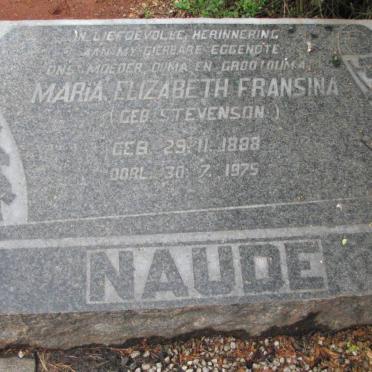 IN LIEFDEVOLLE HERINNERING
AAN MY DIERBARE EGGENOTE
ONS MOEDER OUMA EN GROOTOUMA
MARIA ELIZABETH FRANSINA
(GEB. STEVENSON)
GEB. 29.11.1888
OORL. 30.7.1975
NAUDE